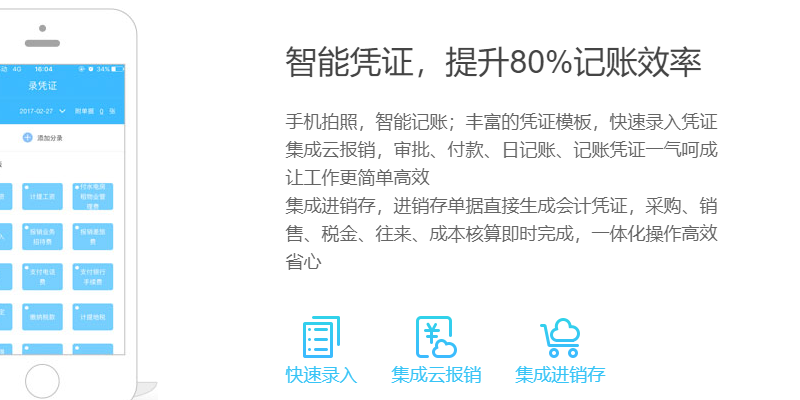 智能凭证，提升80%记账效率
手机拍照，智能记账；丰富的凭证模板，快速录入凭证
集成云报销，审批、付款、日记账、记账凭证一气呵成
让工作更简单高效
集成进销存，进销存单据直接生成会计凭证，采购、销
售、税金、往来、成本核算即时完成，一体化操作高效
省心
快速录入 集成云报销 集成进销存
动 4G 16:04 34%
录凭证
2017-02-27 附单据 0 张
添加分录
计提工资
付水电房
租物业管
理费
报销业务
招待费
报销差旅
费
支付电话
费
支付银行
手续费
缴纳税款
计提地税